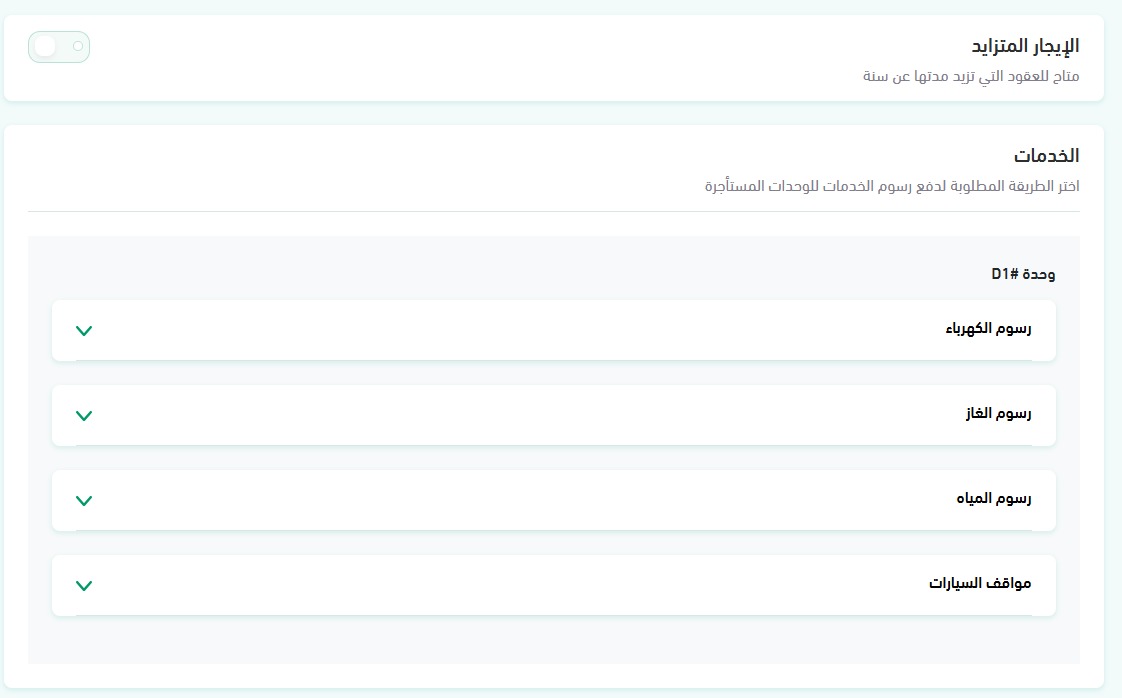 الإيجار المتزايد
متاح للعقود التي تزيد مدتها عن سنة
الخدمات
اختر الطريقة المطلوبة لدفع رسوم الخدمات للوحدات المستأجرة
وحدة #D1
رسوم الكهرباء
رسوم الغاز
رسوم المياه
مواقف السيارات